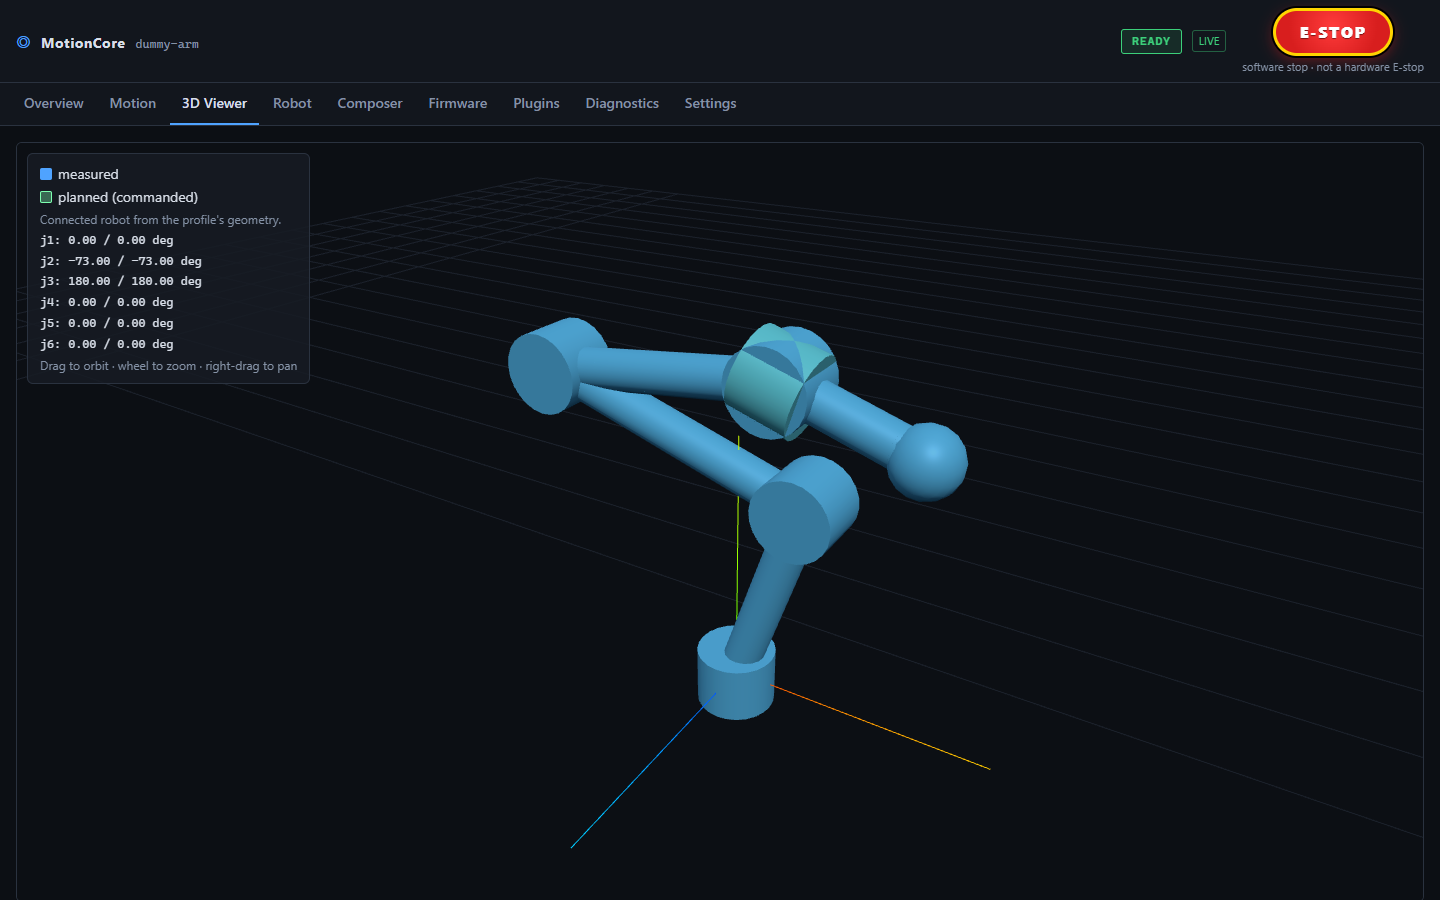 MotionCore dummy-arm
READY LIVE
E-STOP
software stop · not a hardware E-stop
Overview Motion 3D Viewer Robot Composer Firmware Plugins Diagnostics Settings
measured
planned (commanded)
Connected robot from the profile's geometry.
j1: 0.00 / 0.00 deg
j2: −73.00 / −73.00 deg
j3: 180.00 / 180.00 deg
j4: 0.00 / 0.00 deg
j5: 0.00 / 0.00 deg
j6: 0.00 / 0.00 deg
Drag to orbit · wheel to zoom · right-drag to pan